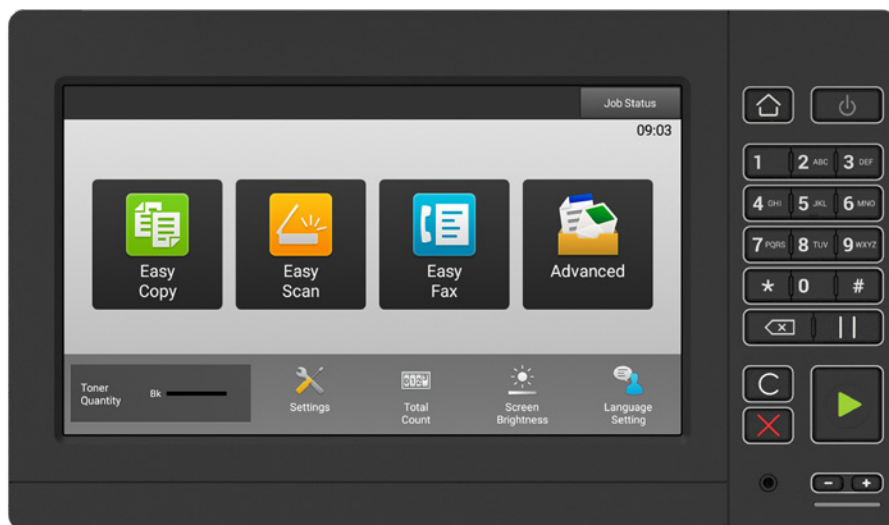 Job Status
09:03
Easy
Copy
Easy
Scan
Easy
Fax
Advanced
Toner
Quantity
Bk
Settings
Total
Count
Screen
Brightness
Language
Setting
1 2 ABC 3 DEF
4 GHI 5 JKL 6 MNO
7 PQRS 8 TUV 9 WXYZ
* 0 #
C
- +